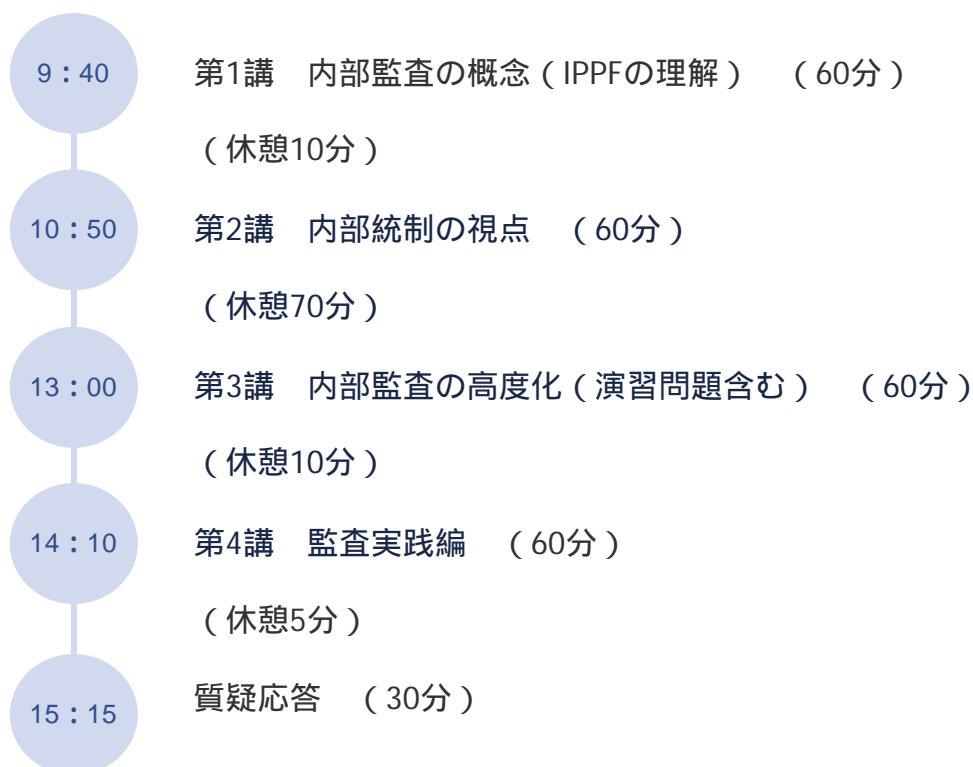 9：40　第1講　内部監査の概念（IPPFの理解）　（60分）
（休憩10分）
10：50　第2講　内部統制の視点　（60分）
（休憩70分）
13：00　第3講　内部監査の高度化（演習問題含む）　（60分）
（休憩10分）
14：10　第4講　監査実践編　（60分）
（休憩5分）
15：15　質疑応答　（30分）